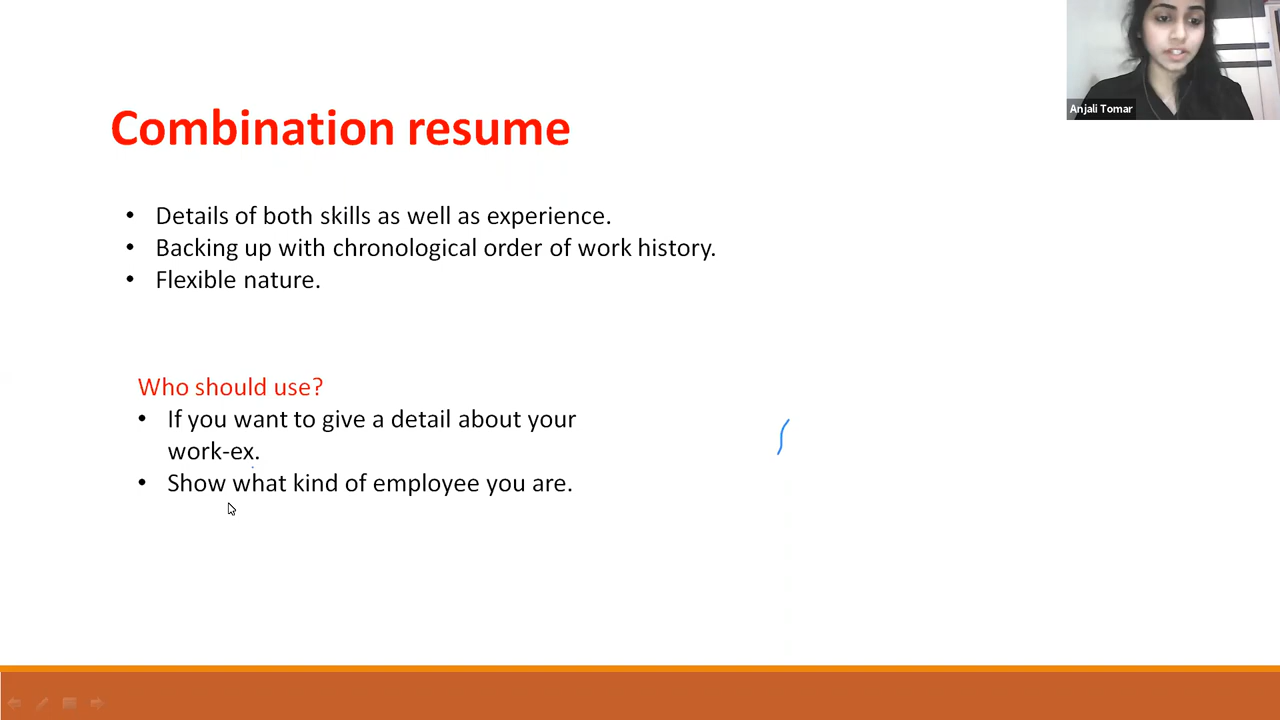 Anjali Tomar
Combination resume
• Details of both skills as well as experience.
• Backing up with chronological order of work history.
• Flexible nature.
Who should use?
• If you want to give a detail about your
work-ex.
• Show what kind of employee you are.